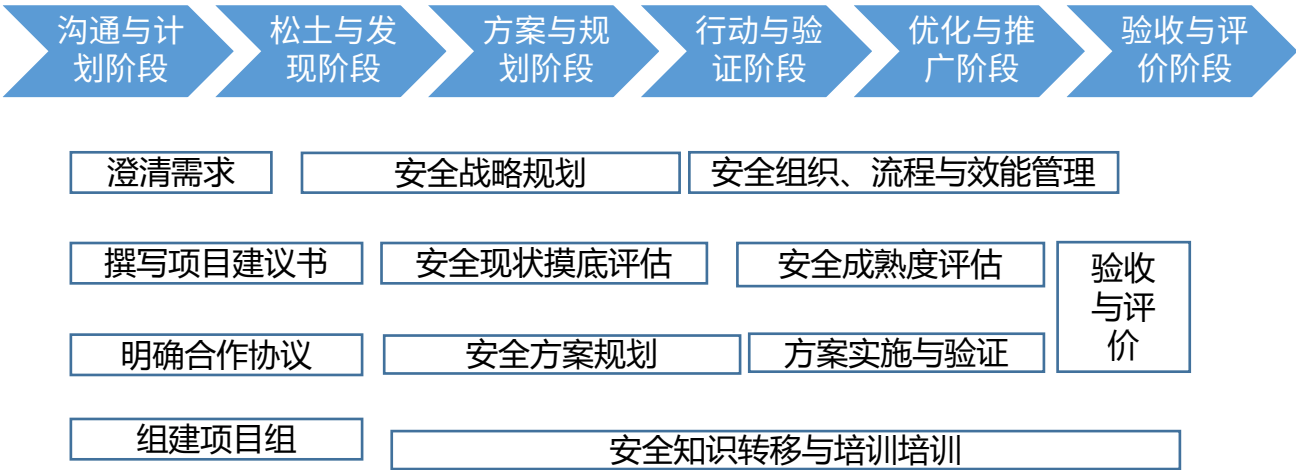 沟通与计
划阶段
松土与发
现阶段
方案与规
划阶段
行动与验
证阶段
优化与推
广阶段
验收与评
价阶段
澄清需求
安全战略规划
安全组织、流程与效能管理
撰写项目建议书
安全现状摸底评估
安全成熟度评估
验收
与评
价
明确合作协议
安全方案规划
方案实施与验证
组建项目组
安全知识转移与培训培训